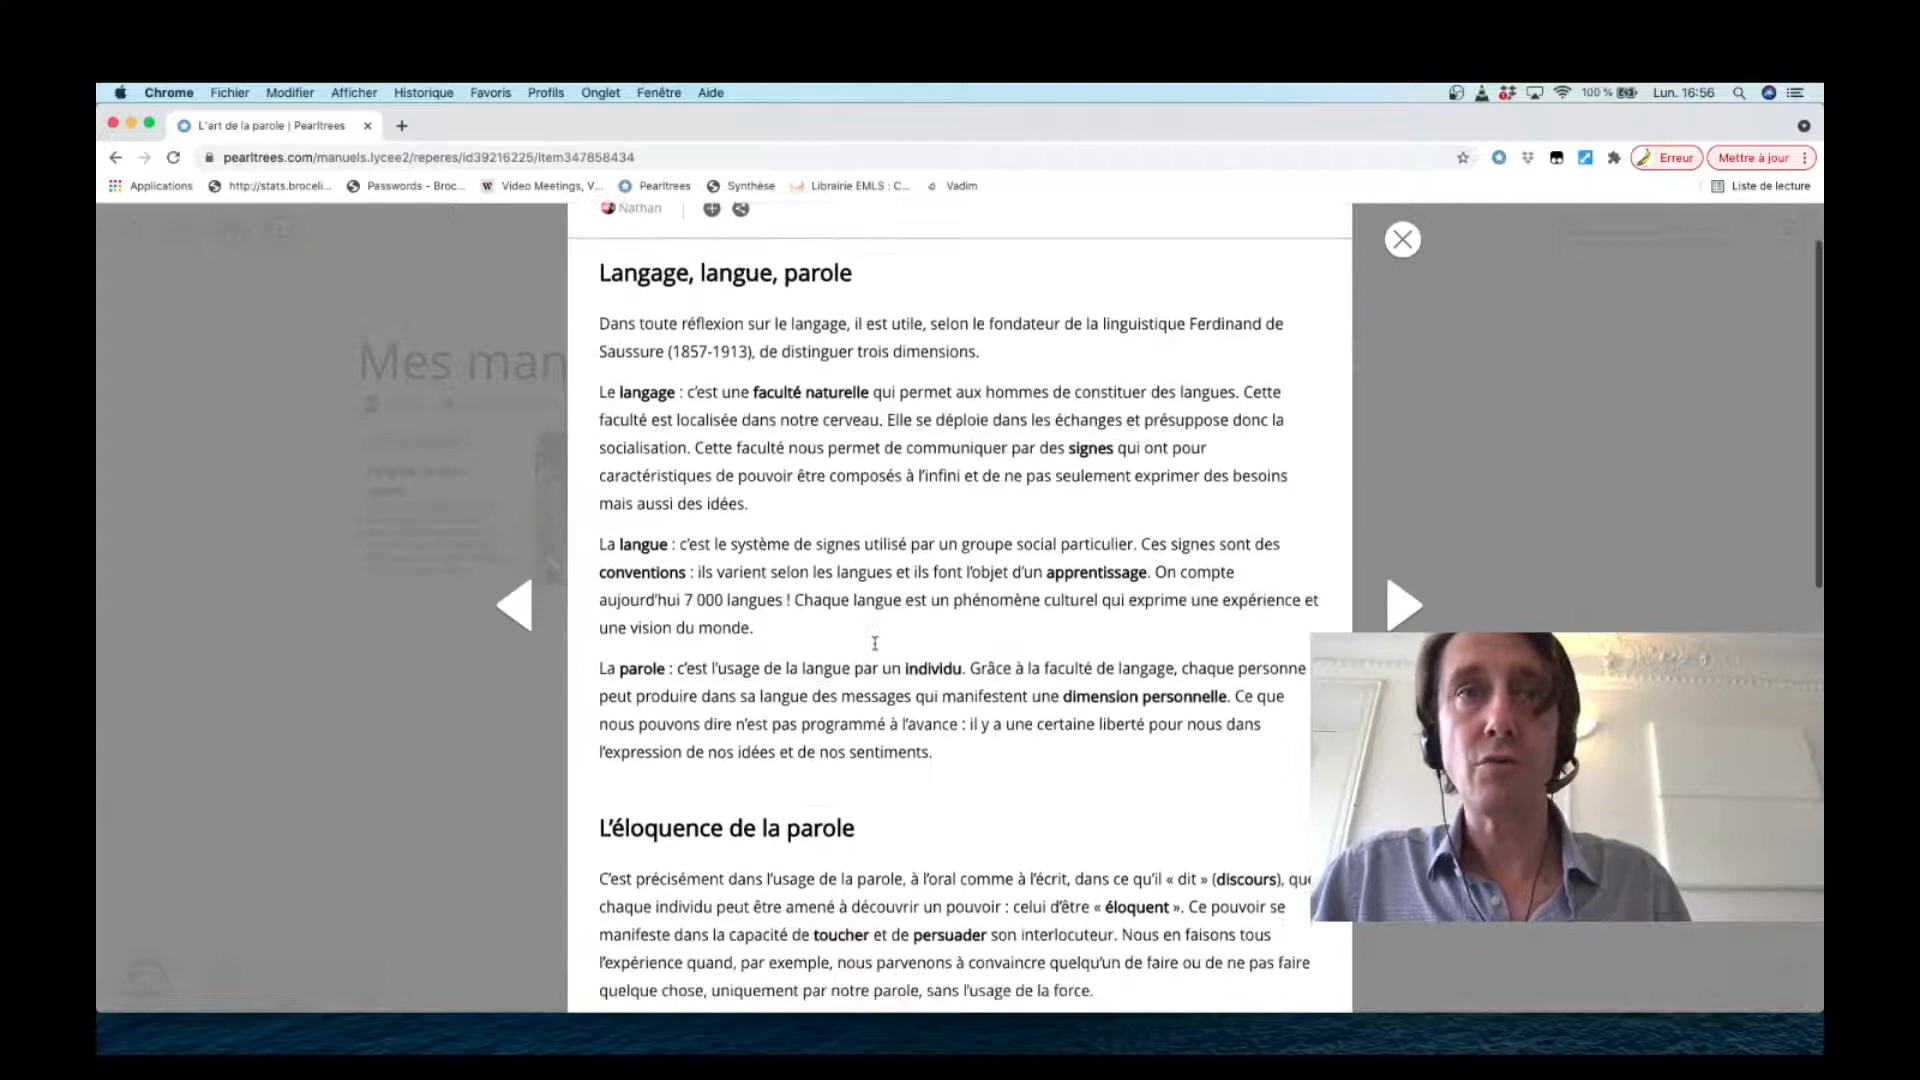 Chrome Fichier Modifier Afficher Historique Favoris Profils Onglet Fenêtre Aide 100 % Lun. 16:56
L'art de la parole | Pearltrees
pearltrees.com/manuels.lycee2/reperes/id39216225/item347858434 Erreur Mettre à jour
Applications http://stats.broceli... Passwords - Broc... Video Meetings, V... Pearltrees Synthèse Librairie EMLS : C... Vadim Liste de lecture
Nathan
Langage, langue, parole
Dans toute réflexion sur le langage, il est utile, selon le fondateur de la linguistique Ferdinand de
Saussure (1857-1913), de distinguer trois dimensions.
Mes man
Le langage : c'est une faculté naturelle qui permet aux hommes de constituer des langues. Cette
faculté est localisée dans notre cerveau. Elle se déploie dans les échanges et présuppose donc la
socialisation. Cette faculté nous permet de communiquer par des signes qui ont pour
caractéristiques de pouvoir être composés à l'infini et de ne pas seulement exprimer des besoins
mais aussi des idées.
La langue : c'est le système de signes utilisé par un groupe social particulier. Ces signes sont des
conventions : ils varient selon les langues et ils font l'objet d'un apprentissage. On compte
aujourd'hui 7 000 langues ! Chaque langue est un phénomène culturel qui exprime une expérience et
une vision du monde.
La parole : c'est l'usage de la langue par un individu. Grâce à la faculté de langage, chaque personne
peut produire dans sa langue des messages qui manifestent une dimension personnelle. Ce que
nous pouvons dire n'est pas programmé à l'avance : il y a une certaine liberté pour nous dans
l'expression de nos idées et de nos sentiments.
L'éloquence de la parole
C'est précisément dans l'usage de la parole, à l'oral comme à l'écrit, dans ce qu'il « dit » (discours), que
chaque individu peut être amené à découvrir un pouvoir : celui d'être « éloquent ». Ce pouvoir se
manifeste dans la capacité de toucher et de persuader son interlocuteur. Nous en faisons tous
l'expérience quand, par exemple, nous parvenons à convaincre quelqu'un de faire ou de ne pas faire
quelque chose, uniquement par notre parole, sans l'usage de la force.